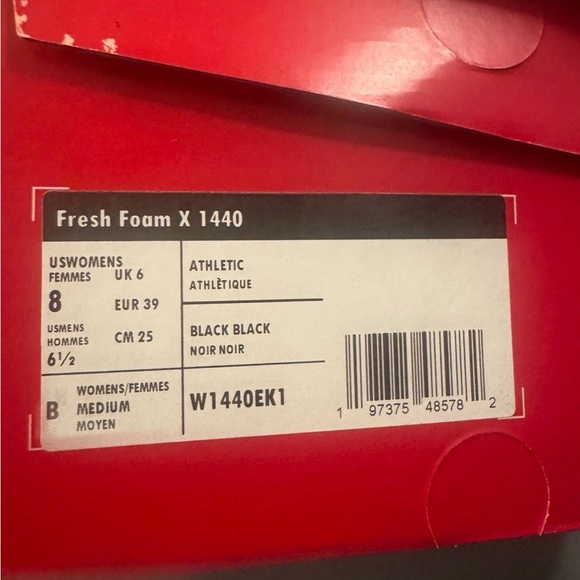 Fresh Foam X 1440
USWOMENS
FEMMES UK 6
8 EUR 39
USMENS
HOMMES CM 25
6½
B WOMENS/FEMMES
MEDIUM
MOYEN
ATHLETIC
ATHLÈTIQUE
BLACK BLACK
NOIR NOIR
W1440EK1
1 97375 48578 2